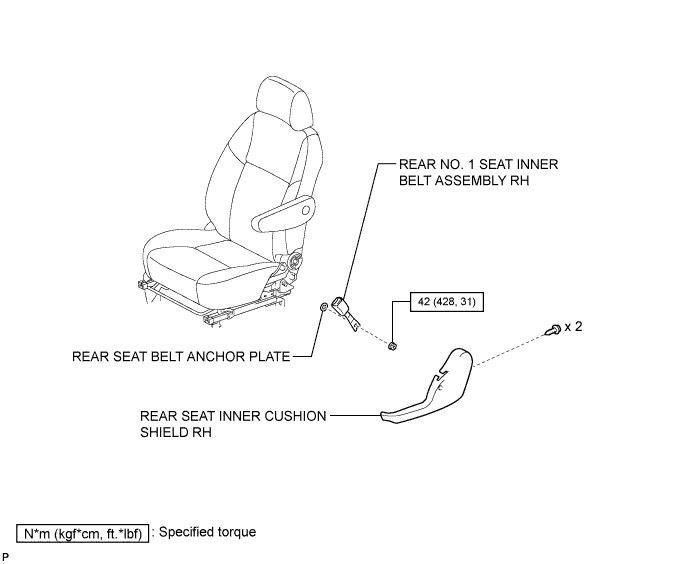 REAR NO. 1 SEAT INNER
BELT ASSEMBLY RH
42 (428, 31)
x 2
REAR SEAT BELT ANCHOR PLATE
REAR SEAT INNER CUSHION
SHIELD RH
N*m (kgf*cm, ft.*lbf) : Specified torque
P